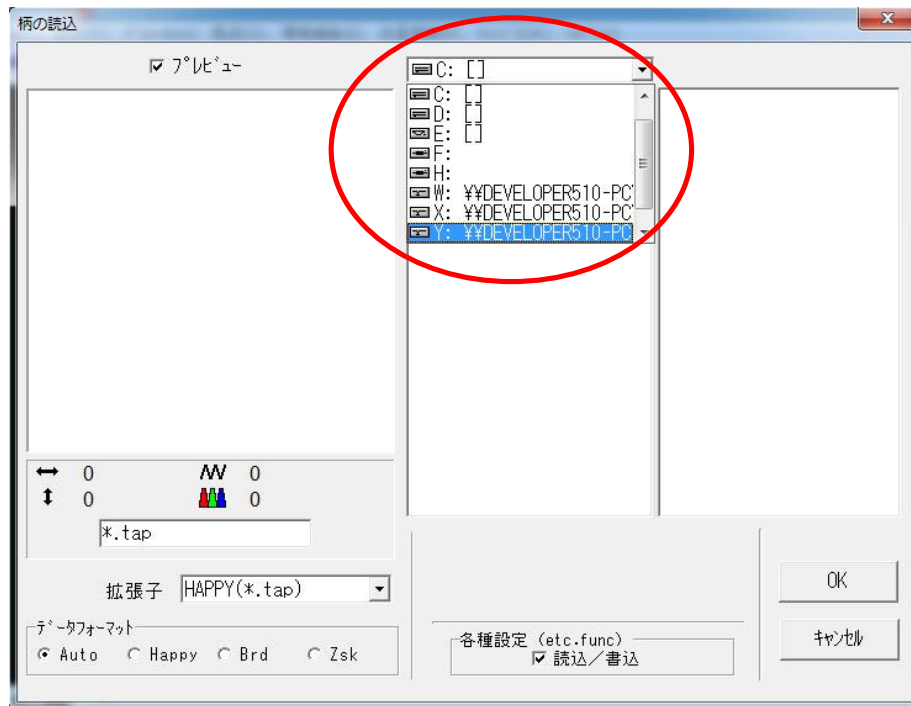 柄の読込
ﾌﾟﾚﾋﾞｭｰ
C: []
C: []
D: []
E: []
F:
H:
W: ¥¥DEVELOPER510-PC
X: ¥¥DEVELOPER510-PC
Y: ¥¥DEVELOPER510-PC
0
0
0
0
*.tap
拡張子
HAPPY(*.tap)
ﾃﾞｰﾀﾌｫｰﾏｯﾄ
Auto Happy Brd Zsk
各種設定 (etc.func)
読込／書込
OK
ｷｬﾝｾﾙ